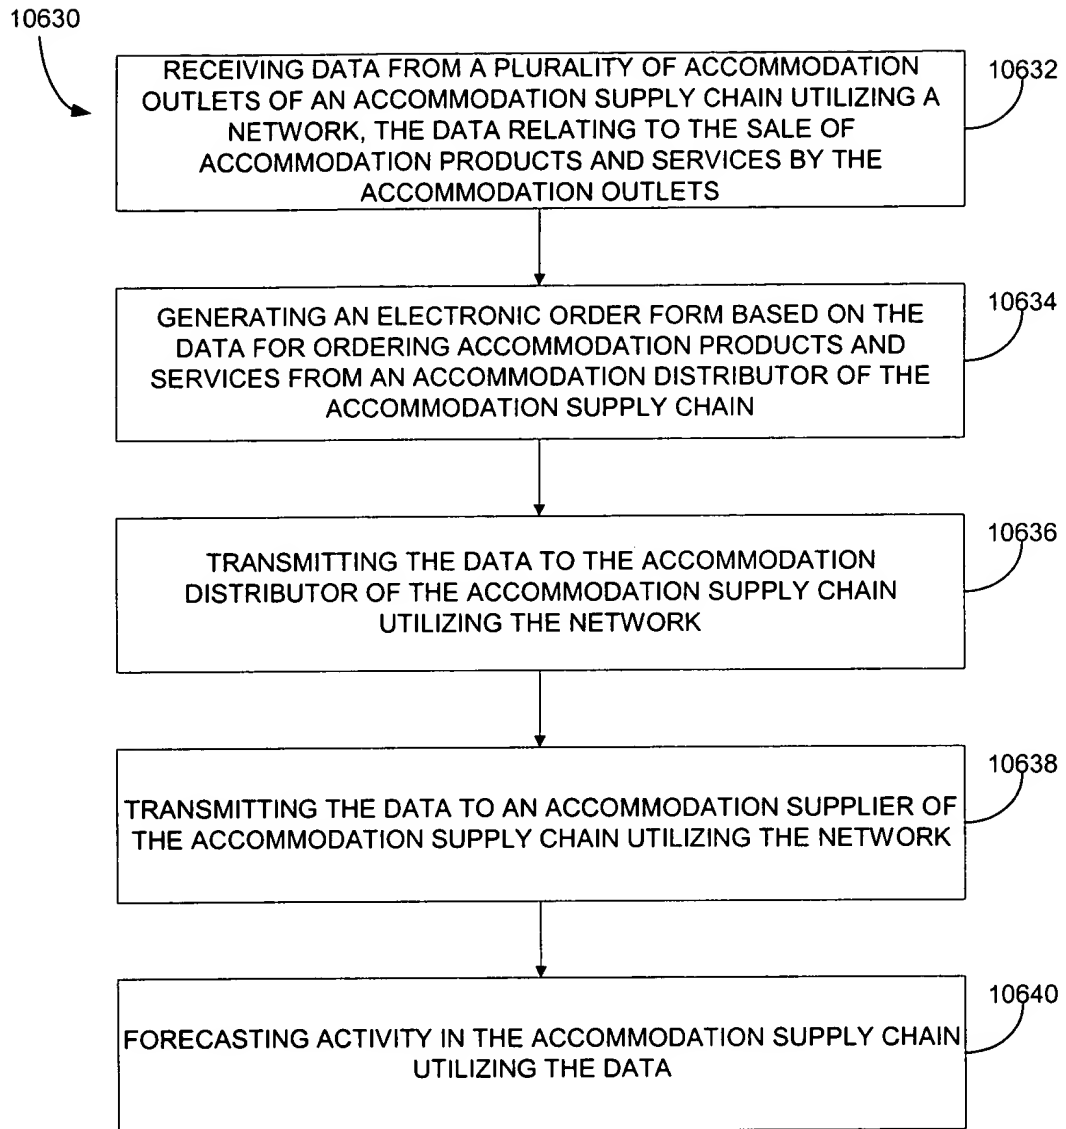 10630
RECEIVING DATA FROM A PLURALITY OF ACCOMMODATION
OUTLETS OF AN ACCOMMODATION SUPPLY CHAIN UTILIZING A
NETWORK, THE DATA RELATING TO THE SALE OF
ACCOMMODATION PRODUCTS AND SERVICES BY THE
ACCOMMODATION OUTLETS
10632
GENERATING AN ELECTRONIC ORDER FORM BASED ON THE
DATA FOR ORDERING ACCOMMODATION PRODUCTS AND
SERVICES FROM AN ACCOMMODATION DISTRIBUTOR OF THE
ACCOMMODATION SUPPLY CHAIN
10634
TRANSMITTING THE DATA TO THE ACCOMMODATION
DISTRIBUTOR OF THE ACCOMMODATION SUPPLY CHAIN
UTILIZING THE NETWORK
10636
TRANSMITTING THE DATA TO AN ACCOMMODATION SUPPLIER OF
THE ACCOMMODATION SUPPLY CHAIN UTILIZING THE NETWORK
10638
FORECASTING ACTIVITY IN THE ACCOMMODATION SUPPLY CHAIN
UTILIZING THE DATA
10640